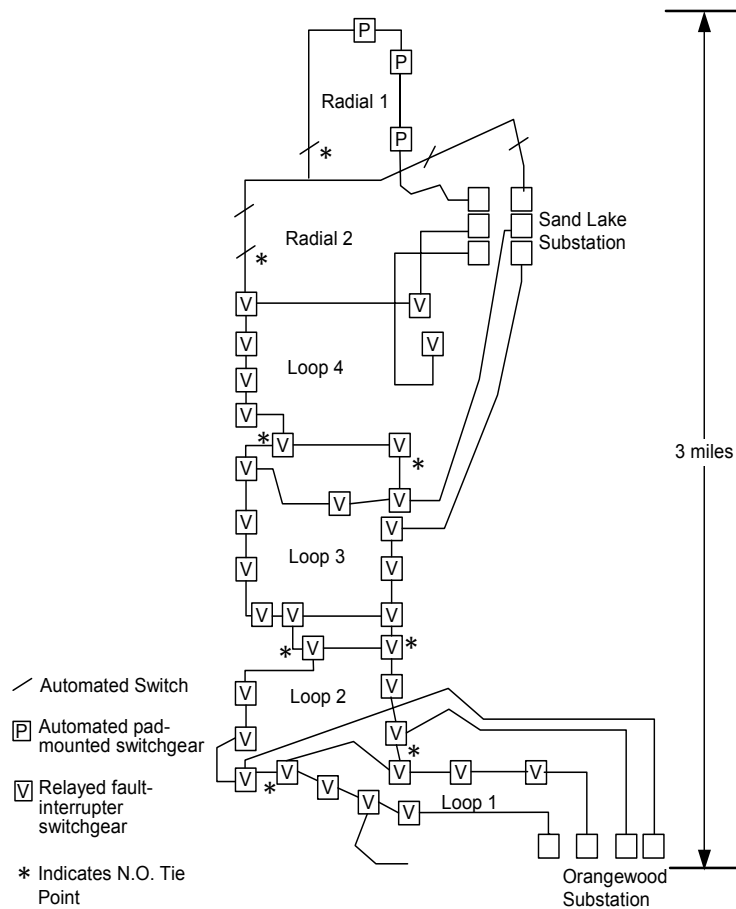 P
P
Radial 1
P
*
Sand Lake
Substation
Radial 2
*
V V
V V
Loop 4
V
V
* V V
*
3 miles
V
V V
V V
Loop 3
V V
V V V
* V V *
V Loop 2 V
V V
*
V * V V V V
V
V V Loop 1
Orangewood
Substation
Automated Switch
P Automated pad-
mounted switchgear
V Relayed fault-
interrupter
switchgear
* Indicates N.O. Tie
Point